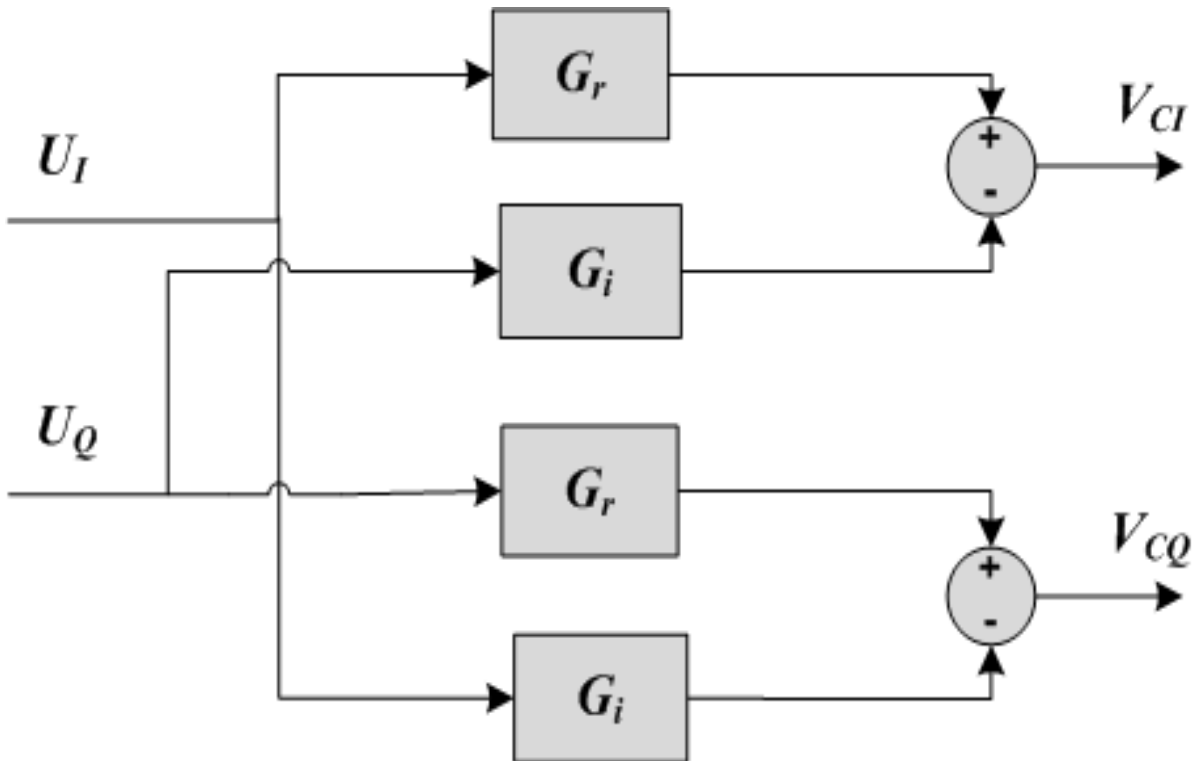 G_r
V_CI
U_I
+
-
G_i
U_Q
G_r
V_CQ
+
-
G_i